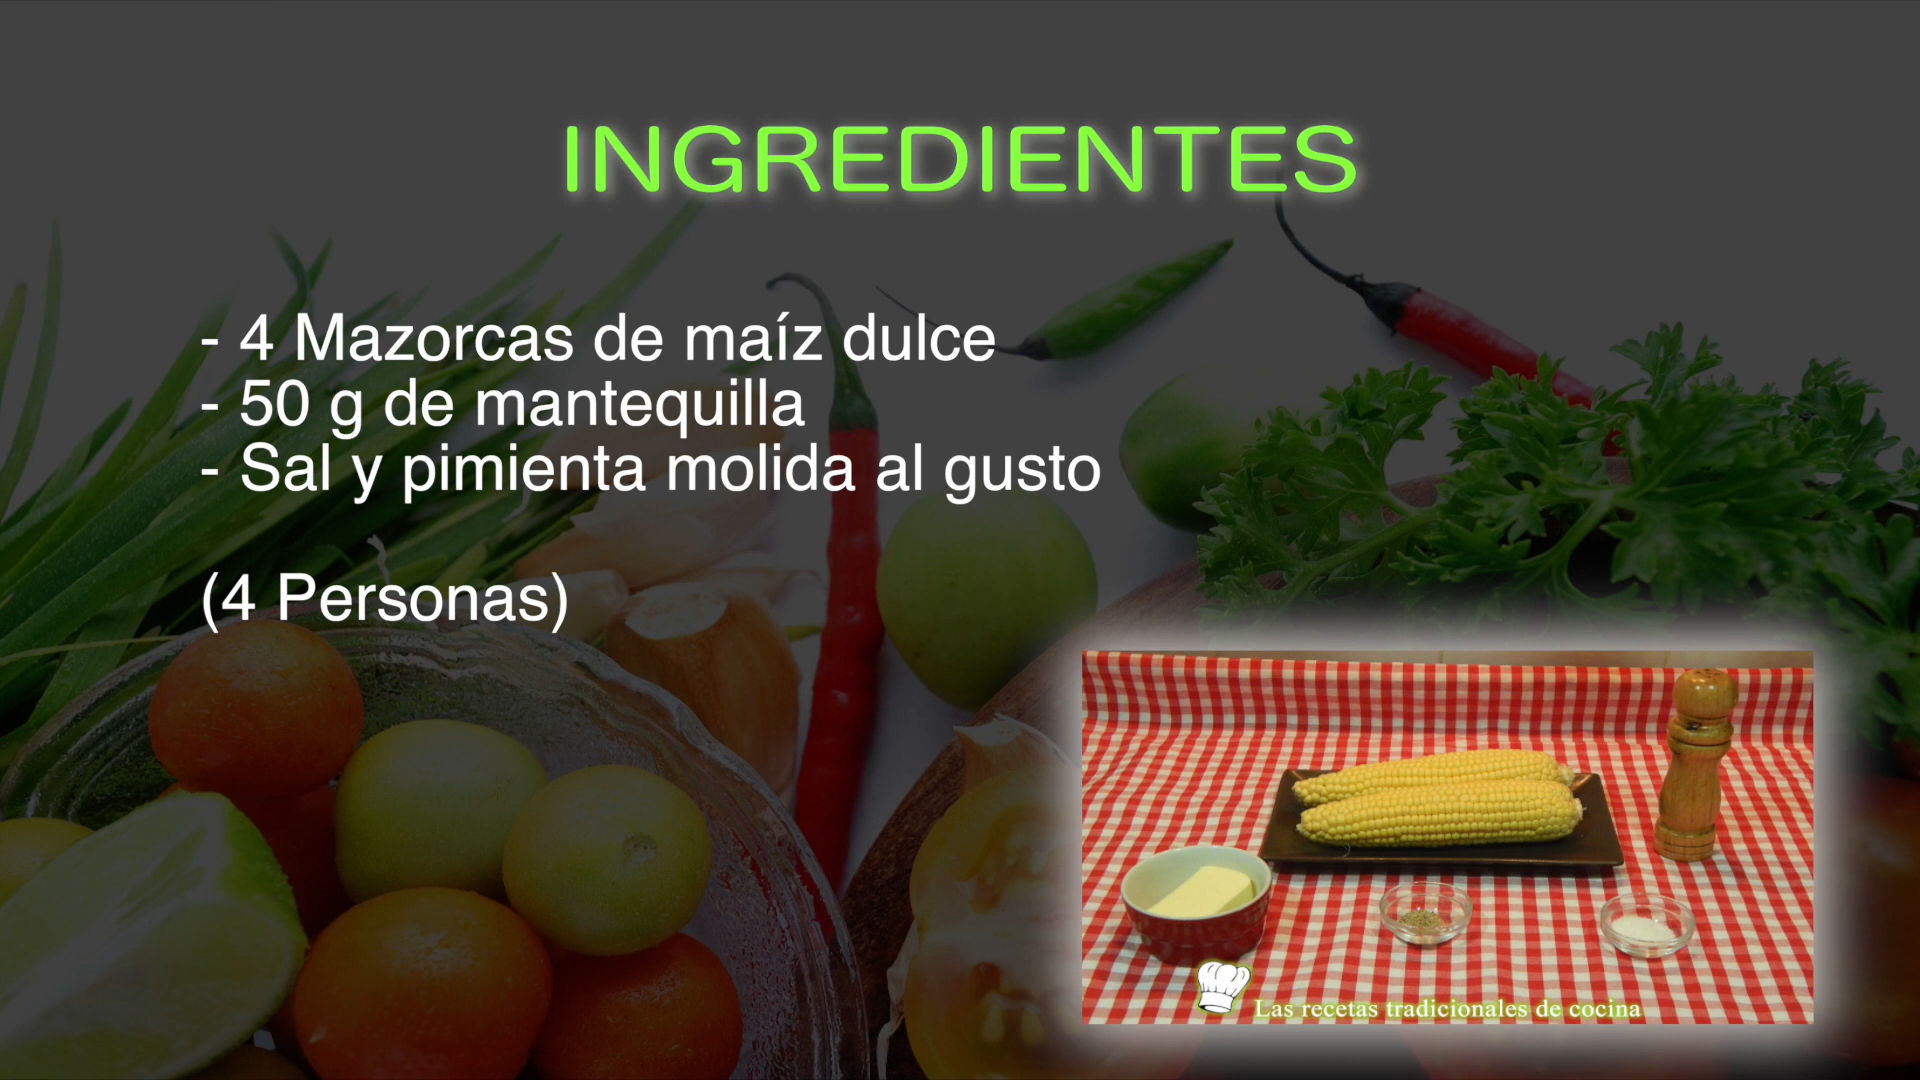 INGREDIENTES
- 4 Mazorcas de maíz dulce
- 50 g de mantequilla
- Sal y pimienta molida al gusto
(4 Personas)
Las recetas tradicionales de cocina